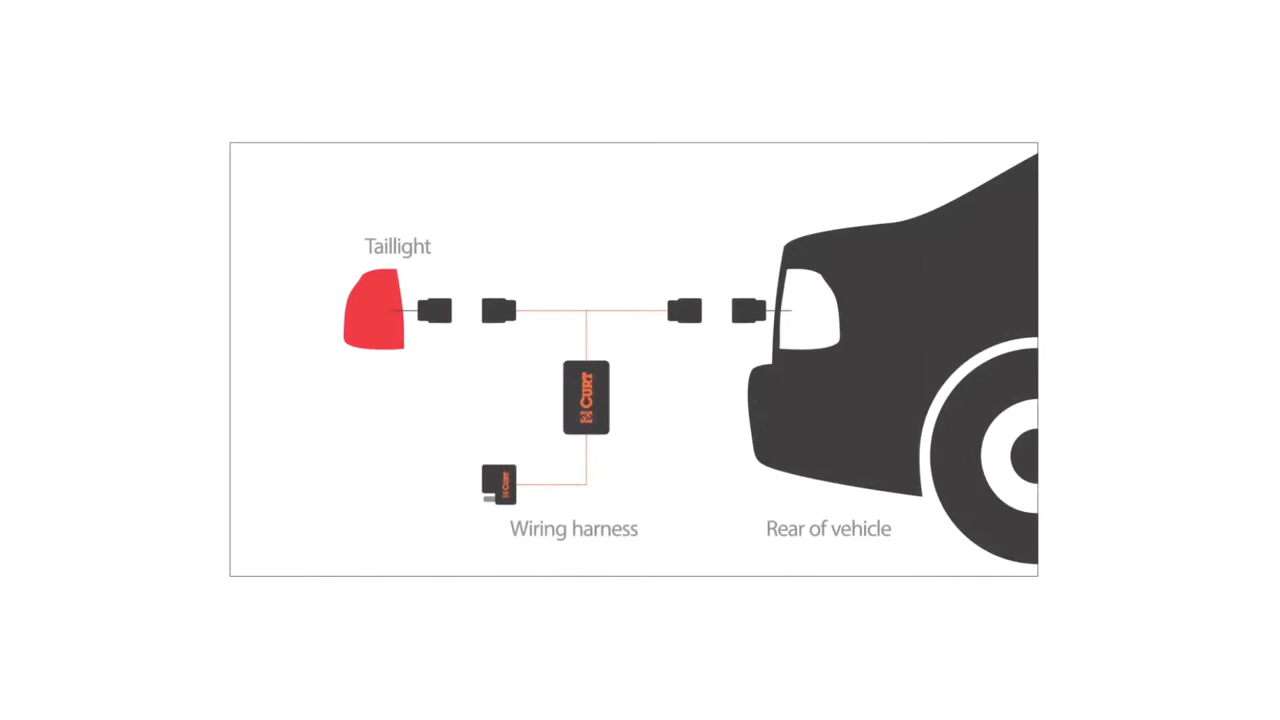 Taillight
CURT
CURT
Wiring harness
Rear of vehicle